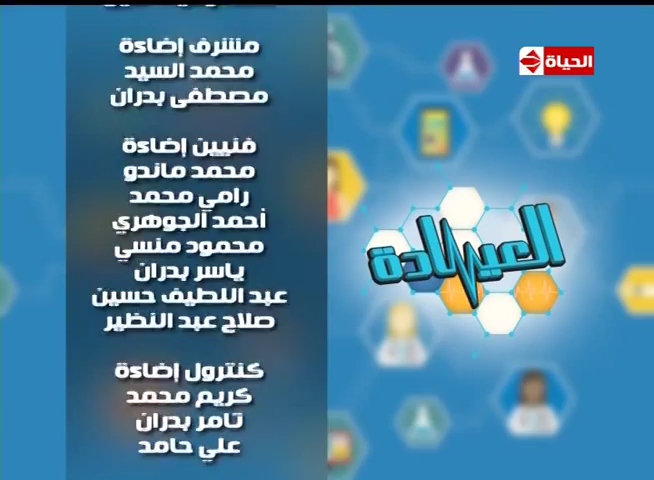 مشرف إضاءة
محمد السيد
مصطفى بدران
فنيين إضاءة
محمد ماندو
رامي محمد
أحمد الجوهري
محمود منسي
ياسر بدران
عبد اللطيف حسين
صلاح عبد النظير
كنترول إضاءة
كريم محمد
تامر بدران
علي حامد
الحياة
العيادة